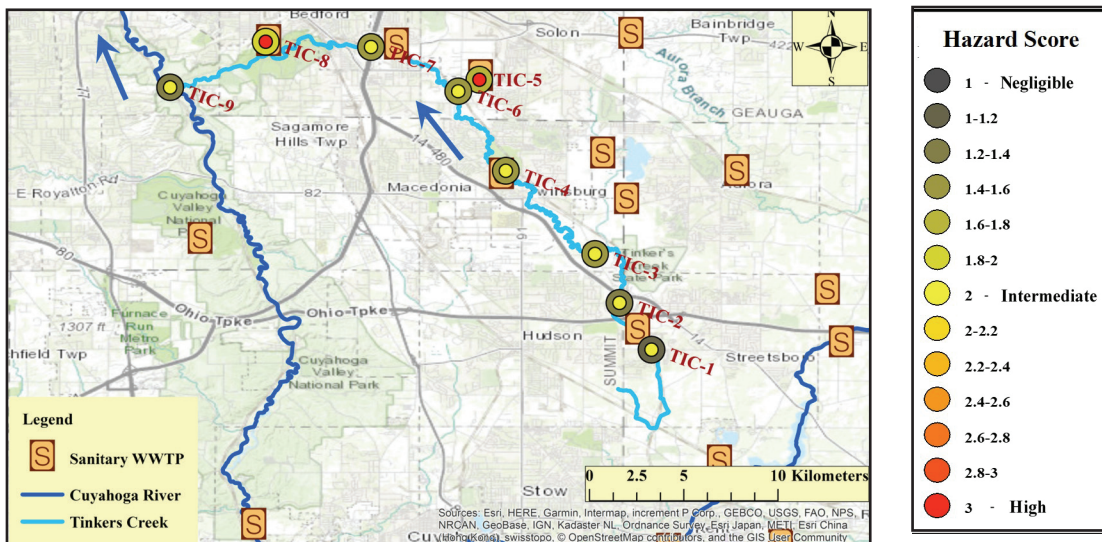 Bedford
Solon
422
Bainbridge
Twp
N
W
E
S
Aurora
Branch
GEAUGA
TIC-8
TIC-7
TIC-5
TIC-6
TIC-9
77
Sagamore
Hills Twp
14-480
E Royalton Rd
82
Macedonia
TIC-4
Cuyahoga
Valley
National
91
TIC-3
Tinker's
State Park
80
Ohio-Tpke
Ohio-Tpke
TIC-2
1307 ft
Furnace
Run
Metro
Park
Hudson
SUMMIT
TIC-1
Streetsboro
chfield Twp
Cuyahoga
Valley
National Park
Legend
S Sanitary WWTP
Cuyahoga River
Tinkers Creek
0 2.5 5 10 Kilometers
Stow
Sources: Esri, HERE, Garmin, Intermap, increment P Corp., GEBCO, USGS, FAO, NPS,
NRCAN, GeoBase, IGN, Kadaster NL, Ordnance Survey, Esri Japan, METI, Esri China
(Hong Kong), swisstopo, © OpenStreetMap contributors, and the GIS User Community
Hazard Score
1 - Negligible
1-1.2
1.2-1.4
1.4-1.6
1.6-1.8
1.8-2
2 - Intermediate
2-2.2
2.2-2.4
2.4-2.6
2.6-2.8
2.8-3
3 - High